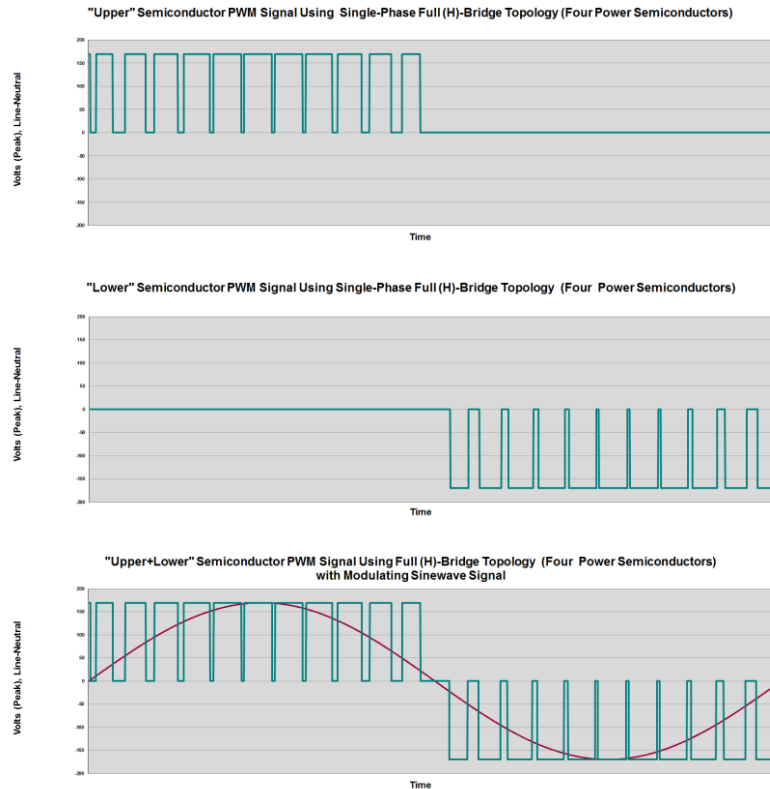 "Upper" Semiconductor PWM Signal Using Single-Phase Full (H)-Bridge Topology (Four Power Semiconductors)
Volts (Peak), Line-Neutral
200
150
100
50
0
-50
-100
-150
-200
Time
"Lower" Semiconductor PWM Signal Using Single-Phase Full (H)-Bridge Topology (Four Power Semiconductors)
Volts (Peak), Line-Neutral
200
150
100
50
0
-50
-100
-150
-200
Time
"Upper+Lower" Semiconductor PWM Signal Using Full (H)-Bridge Topology (Four Power Semiconductors)
with Modulating Sinewave Signal
Volts (Peak), Line-Neutral
200
150
100
50
0
-50
-100
-150
-200
Time